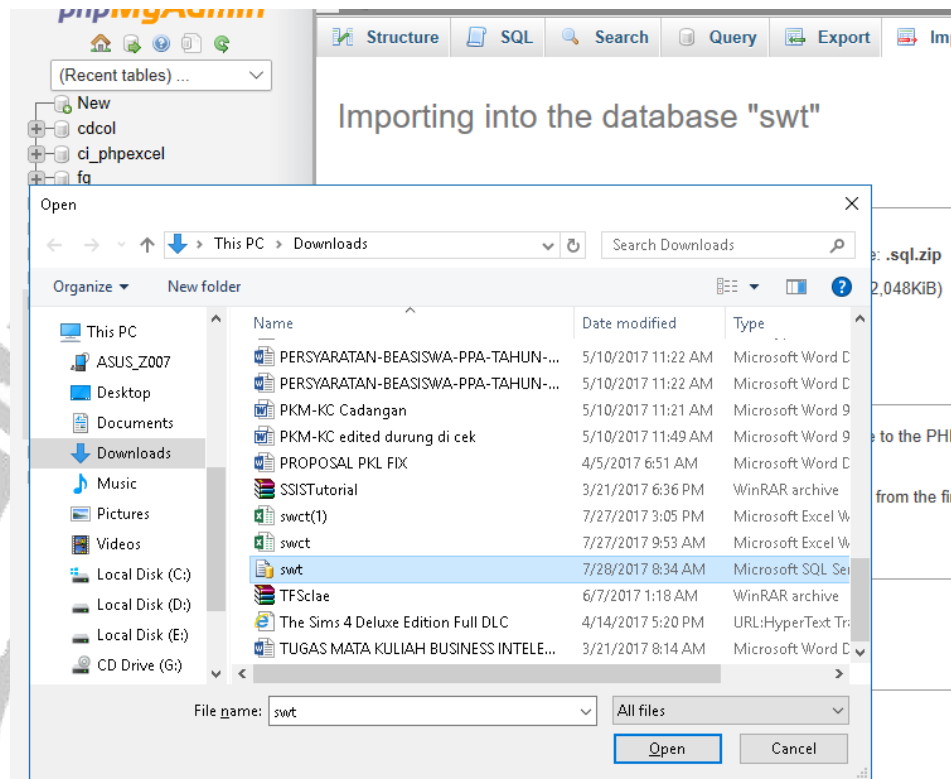 phpMyAdmin
(Recent tables) ...
New
cdcol
ci_phpexcel
fg
Structure
SQL
Search
Query
Export
Importing into the database "swt"
: .sql.zip
2,048KiB)
to the PH
from the fi
Open
This PC > Downloads
Search Downloads
Organize
New folder
This PC
ASUS_Z007
Desktop
Documents
Downloads
Music
Pictures
Videos
Local Disk (C:)
Local Disk (D:)
Local Disk (E:)
CD Drive (G:)
Name Date modified Type
PERSYARATAN-BEASISWA-PPA-TAHUN-... 5/10/2017 11:22 AM Microsoft Word D
PERSYARATAN-BEASISWA-PPA-TAHUN-... 5/10/2017 11:22 AM Microsoft Word D
PKM-KC Cadangan 5/10/2017 11:21 AM Microsoft Word 9
PKM-KC edited durung di cek 5/10/2017 11:49 AM Microsoft Word 9
PROPOSAL PKL FIX 4/5/2017 6:51 AM Microsoft Word D
SSISTutorial 3/21/2017 6:36 PM WinRAR archive
swct(1) 7/27/2017 3:05 PM Microsoft Excel W
swct 7/27/2017 9:53 AM Microsoft Excel W
swt 7/28/2017 8:34 AM Microsoft SQL Ser
TFSclae 6/7/2017 1:18 AM WinRAR archive
The Sims 4 Deluxe Edition Full DLC 4/14/2017 5:20 PM URL:HyperText Tr
TUGAS MATA KULIAH BUSINESS INTELE... 3/21/2017 8:14 AM Microsoft Word D
File name: swt
All files
Open
Cancel